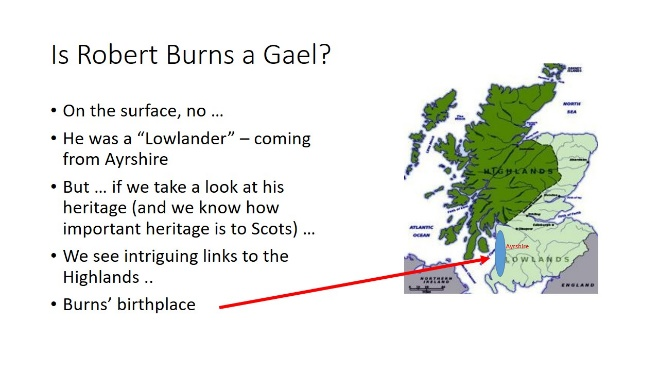 Is Robert Burns a Gael?
• On the surface, no …
• He was a “Lowlander” – coming
from Ayrshire
• But … if we take a look at his
heritage (and we know how
important heritage is to Scots) …
• We see intriguing links to the
Highlands ..
• Burns’ birthplace
NORTH
SEA
HIGHLANDS
ATLANTIC
OCEAN
Ayrshire
LOWLANDS
NORTHERN
IRELAND
ENGLAND